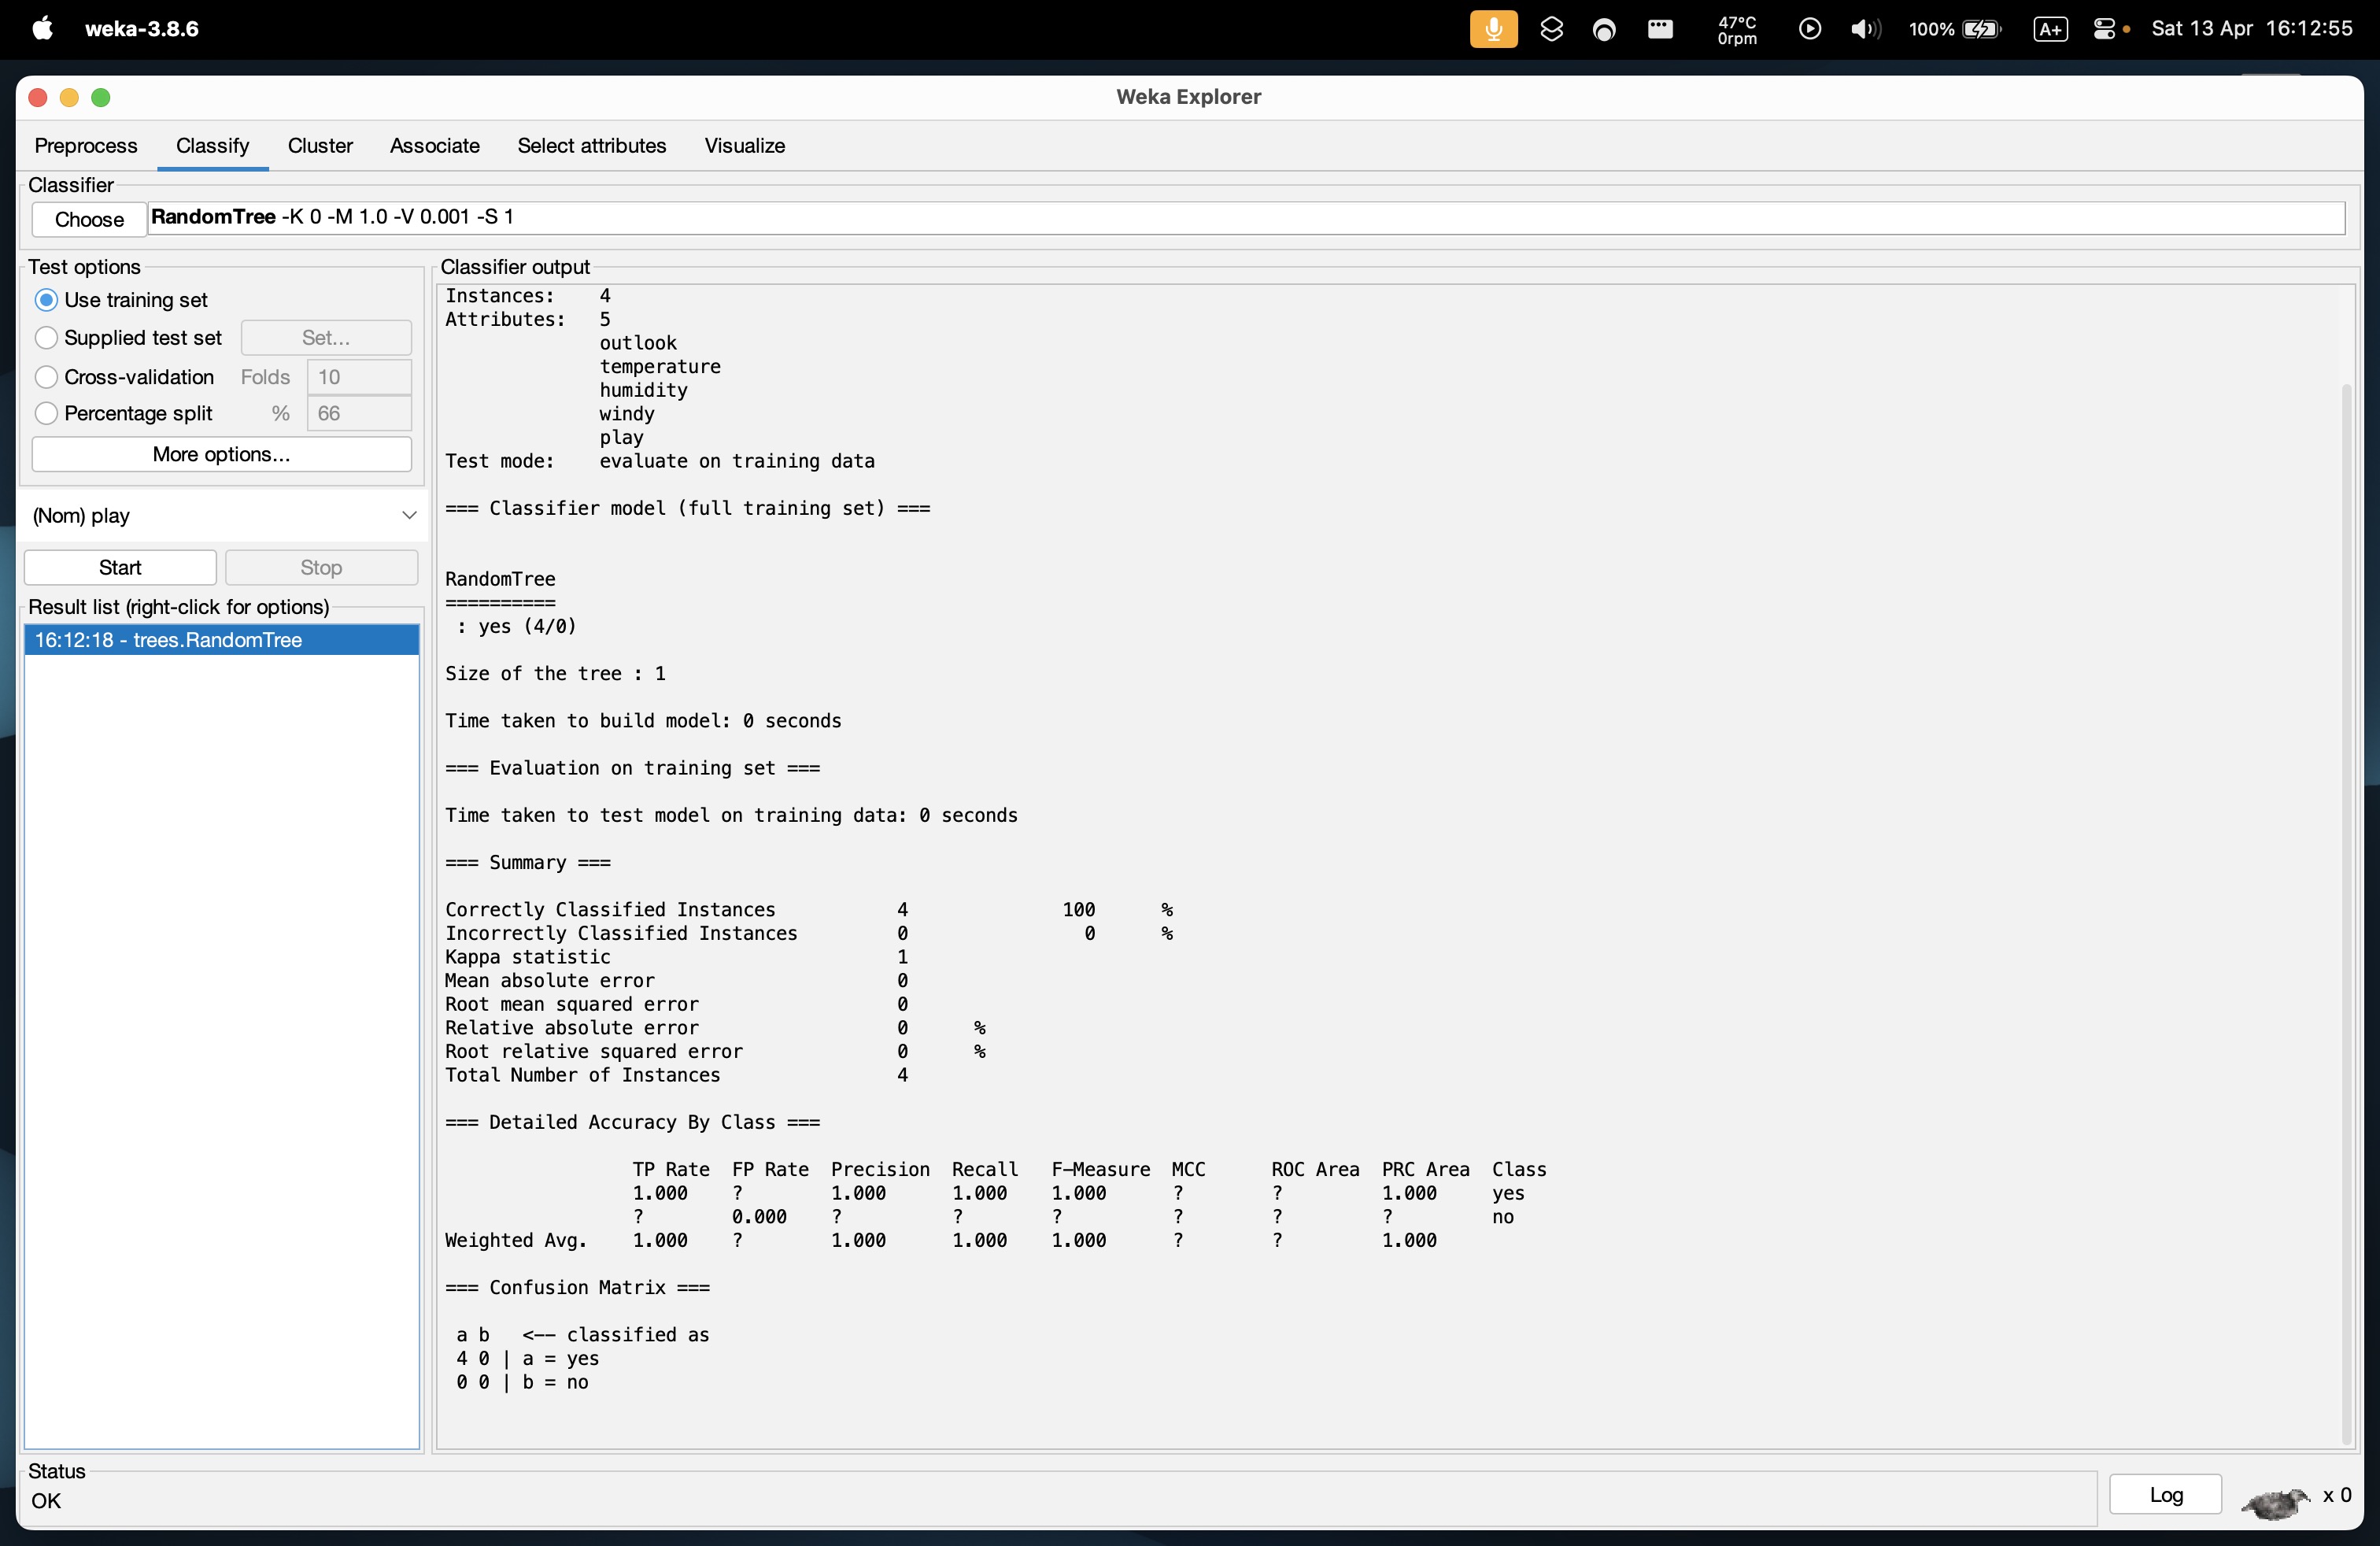 weka-3.8.6
47°C
0rpm
100%
A+
Sat 13 Apr 16:12:55
Weka Explorer
Preprocess Classify Cluster Associate Select attributes Visualize
Classifier
Choose RandomTree -K 0 -M 1.0 -V 0.001 -S 1
Test options
Use training set
Supplied test set Set...
Cross-validation Folds 10
Percentage split % 66
More options...
(Nom) play
Start Stop
Result list (right-click for options)
16:12:18 - trees.RandomTree
Classifier output
Instances: 4
Attributes: 5
outlook
temperature
humidity
windy
play
Test mode: evaluate on training data
=== Classifier model (full training set) ===
RandomTree
==========
: yes (4/0)
Size of the tree : 1
Time taken to build model: 0 seconds
=== Evaluation on training set ===
Time taken to test model on training data: 0 seconds
=== Summary ===
Correctly Classified Instances 4 100 %
Incorrectly Classified Instances 0 0 %
Kappa statistic 1
Mean absolute error 0
Root mean squared error 0
Relative absolute error 0 %
Root relative squared error 0 %
Total Number of Instances 4
=== Detailed Accuracy By Class ===
TP Rate FP Rate Precision Recall F-Measure MCC ROC Area PRC Area Class
1.000 ? 1.000 1.000 1.000 ? ? 1.000 yes
? 0.000 ? ? ? ? ? ? no
Weighted Avg. 1.000 ? 1.000 1.000 1.000 ? ? 1.000
=== Confusion Matrix ===
a b <-- classified as
4 0 | a = yes
0 0 | b = no
Status
OK
Log
x 0